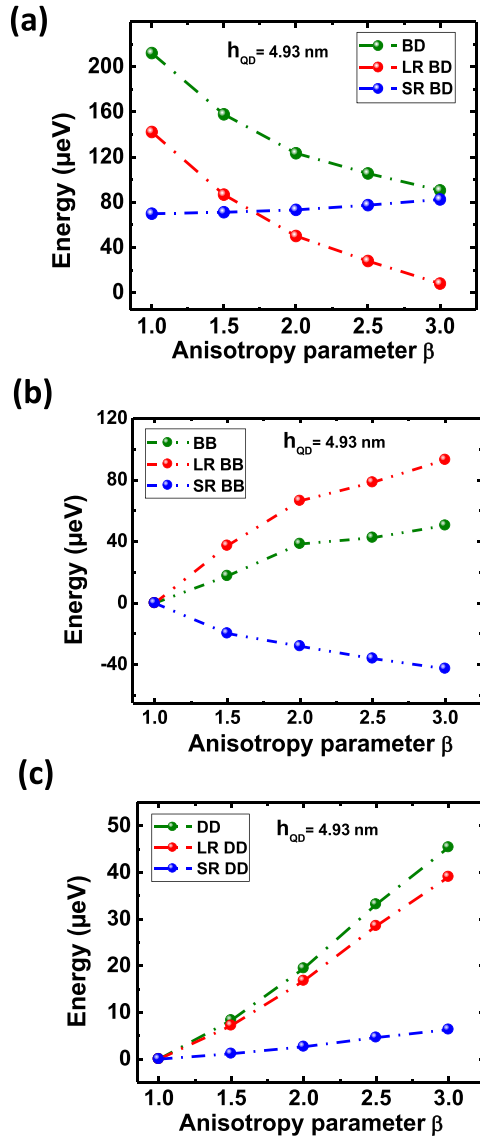 (a)
h_QD = 4.93 nm
BD
LR BD
SR BD
Energy (µeV)
200
160
120
80
40
0
1.0 1.5 2.0 2.5 3.0
Anisotropy parameter β
(b)
BB
LR BB
SR BB
h_QD = 4.93 nm
Energy (µeV)
120
80
40
0
-40
1.0 1.5 2.0 2.5 3.0
Anisotropy parameter β
(c)
DD
LR DD
SR DD
h_QD = 4.93 nm
Energy (µeV)
50
40
30
20
10
0
1.0 1.5 2.0 2.5 3.0
Anisotropy parameter β